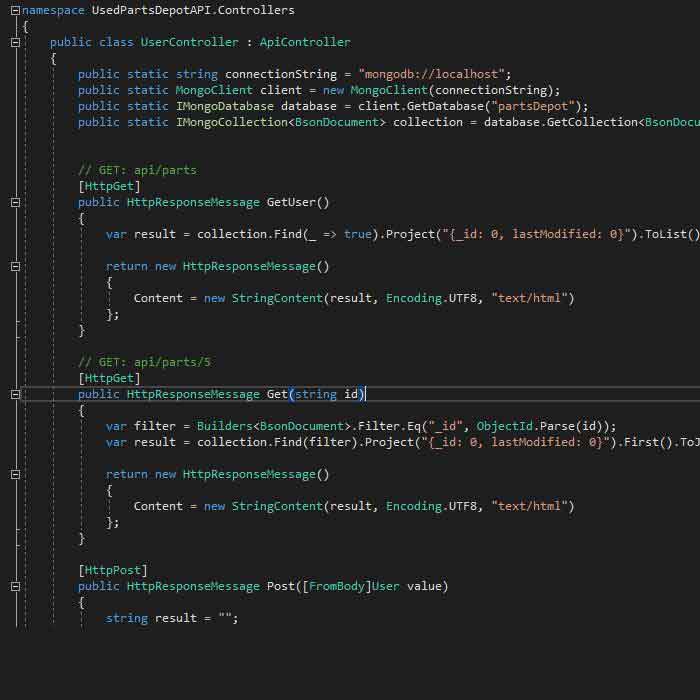 namespace UsedPartsDepotAPI.Controllers
{
public class UserController : ApiController
{
public static string connectionString = "mongodb://localhost";
public static MongoClient client = new MongoClient(connectionString);
public static IMongoDatabase database = client.GetDatabase("partsDepot");
public static IMongoCollection<BsonDocument> collection = database.GetCollection<BsonDocu
// GET: api/parts
[HttpGet]
public HttpResponseMessage GetUser()
{
var result = collection.Find(_ => true).Project("{_id: 0, lastModified: 0}").ToList()
return new HttpResponseMessage()
{
Content = new StringContent(result, Encoding.UTF8, "text/html")
};
}
// GET: api/parts/5
[HttpGet]
public HttpResponseMessage Get(string id)
{
var filter = Builders<BsonDocument>.Filter.Eq("_id", ObjectId.Parse(id));
var result = collection.Find(filter).Project("{_id: 0, lastModified: 0}").First().ToJ
return new HttpResponseMessage()
{
Content = new StringContent(result, Encoding.UTF8, "text/html")
};
}
[HttpPost]
public HttpResponseMessage Post([FromBody]User value)
{
string result = "";